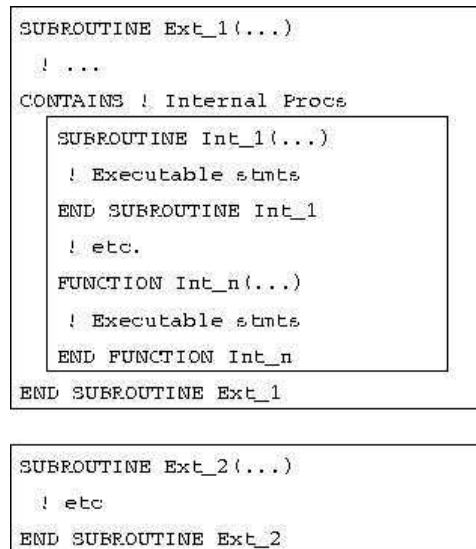 SUBROUTINE Ext_1(...)
! ...
CONTAINS ! Internal Procs
SUBROUTINE Int_1(...)
! Executable stmts
END SUBROUTINE Int_1
! etc.
FUNCTION Int_n(...)
! Executable stmts
END FUNCTION Int_n
END SUBROUTINE Ext_1
SUBROUTINE Ext_2(...)
! etc
END SUBROUTINE Ext_2